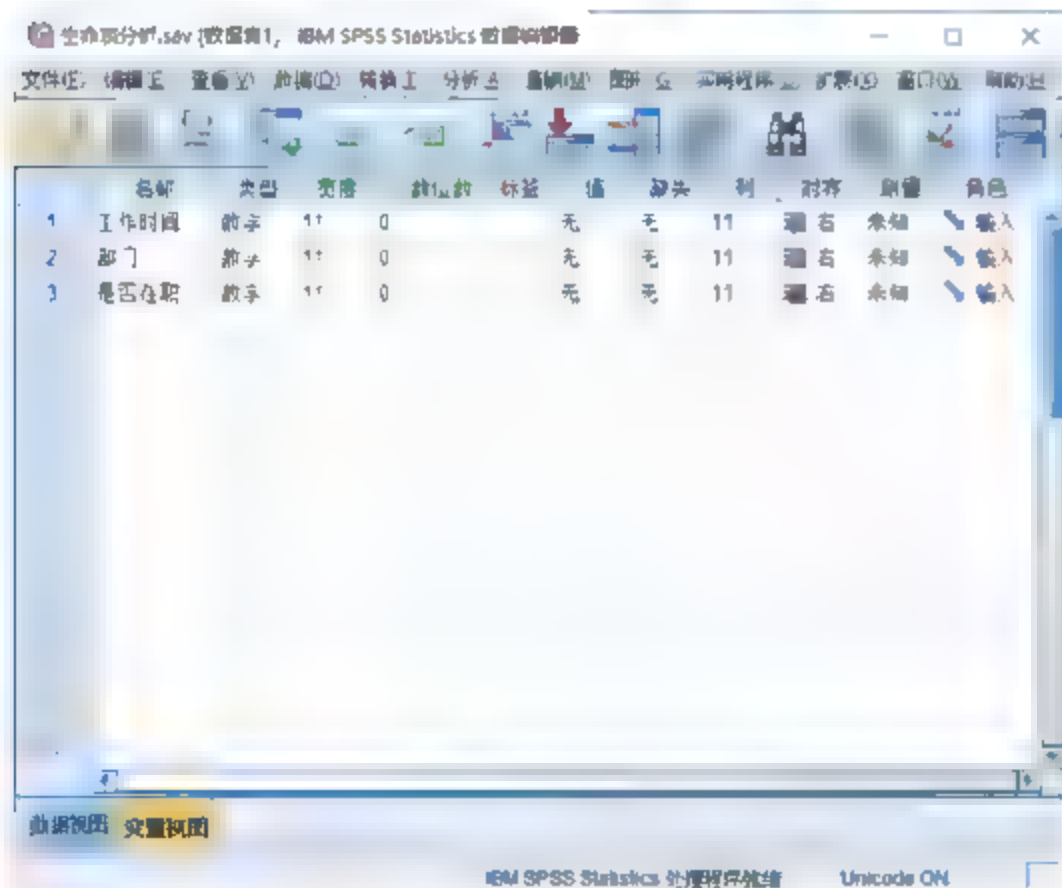 生命表分析.sav [数据集1] - IBM SPSS Statistics 数据编辑器
文件(F) 编辑(E) 查看(V) 数据(D) 转换(T) 分析(A) 直销(M) 图形(G) 实用程序(U) 扩展(X) 窗口(W) 帮助(H)
名称 类型 宽度 标签 值 缺失 列 对齐 测量 角色
1 工作时间 数字 11 0 无 无 11 右 未知 输入
2 部门 数字 11 0 无 无 11 右 未知 输入
3 是否在职 数字 11 0 无 无 11 右 未知 输入
数据视图 变量视图
IBM SPSS Statistics 处理程序就绪 Unicode:ON